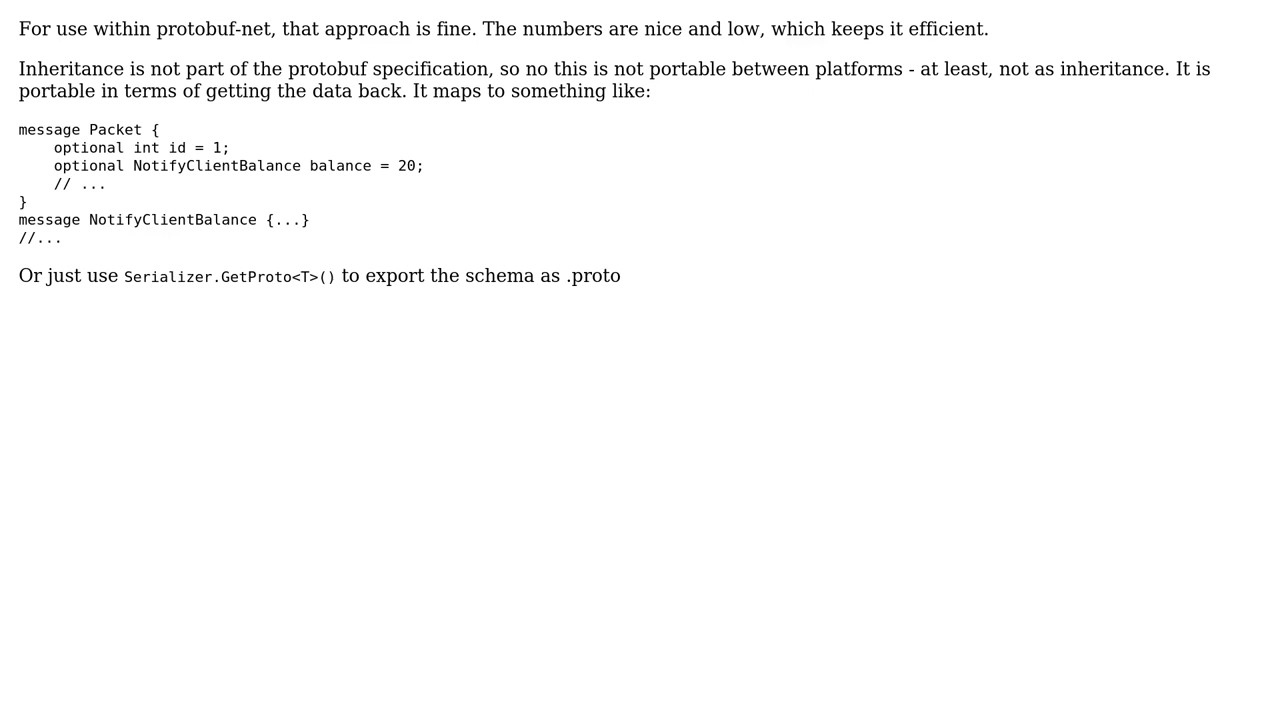 For use within protobuf-net, that approach is fine. The numbers are nice and low, which keeps it efficient.
Inheritance is not part of the protobuf specification, so no this is not portable between platforms - at least, not as inheritance. It is
portable in terms of getting the data back. It maps to something like:
message Packet {
    optional int id = 1;
    optional NotifyClientBalance balance = 20;
    // ...
}
message NotifyClientBalance {...}
//...
Or just use Serializer.GetProto<T>() to export the schema as .proto